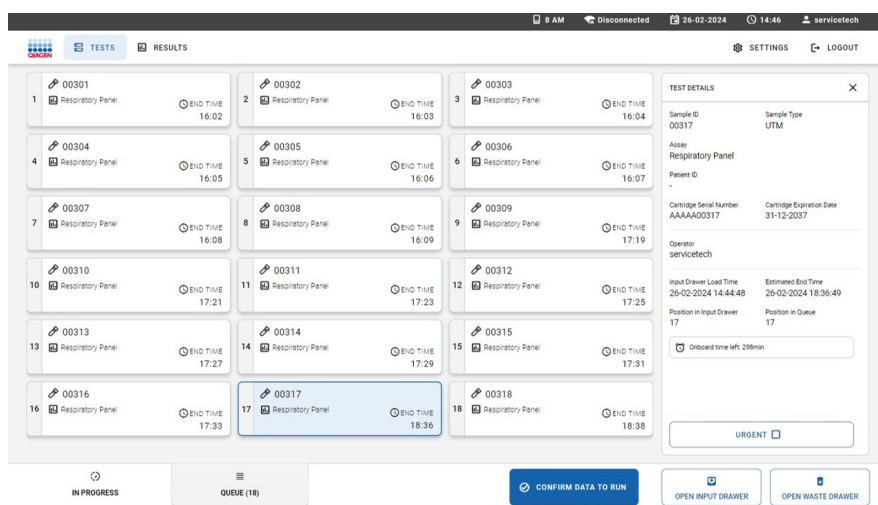 8 AM Disconnected 26-02-2024 14:46 servicetech
QIAGEN TESTS RESULTS SETTINGS LOGOUT
1 00301 Respiratory Panel END TIME 16:02
2 00302 Respiratory Panel END TIME 16:03
3 00303 Respiratory Panel END TIME 16:04
4 00304 Respiratory Panel END TIME 16:05
5 00305 Respiratory Panel END TIME 16:06
6 00306 Respiratory Panel END TIME 16:07
7 00307 Respiratory Panel END TIME 16:08
8 00308 Respiratory Panel END TIME 16:09
9 00309 Respiratory Panel END TIME 17:19
10 00310 Respiratory Panel END TIME 17:21
11 00311 Respiratory Panel END TIME 17:23
12 00312 Respiratory Panel END TIME 17:25
13 00313 Respiratory Panel END TIME 17:27
14 00314 Respiratory Panel END TIME 17:29
15 00315 Respiratory Panel END TIME 17:31
16 00316 Respiratory Panel END TIME 17:33
17 00317 Respiratory Panel END TIME 18:36
18 00318 Respiratory Panel END TIME 18:38
TEST DETAILS
Sample ID Sample Type
00317 UTM
Assay
Respiratory Panel
Patient ID
-
Cartridge Serial Number Cartridge Expiration Date
AAAAA00317 31-12-2037
Operator
servicetech
Input Drawer Load Time Estimated End Time
26-02-2024 14:44:48 26-02-2024 18:36:49
Position in Input Drawer Position in Queue
17 17
Onboard time left: 298min
URGENT
IN PROGRESS QUEUE (18) CONFIRM DATA TO RUN OPEN INPUT DRAWER OPEN WASTE DRAWER